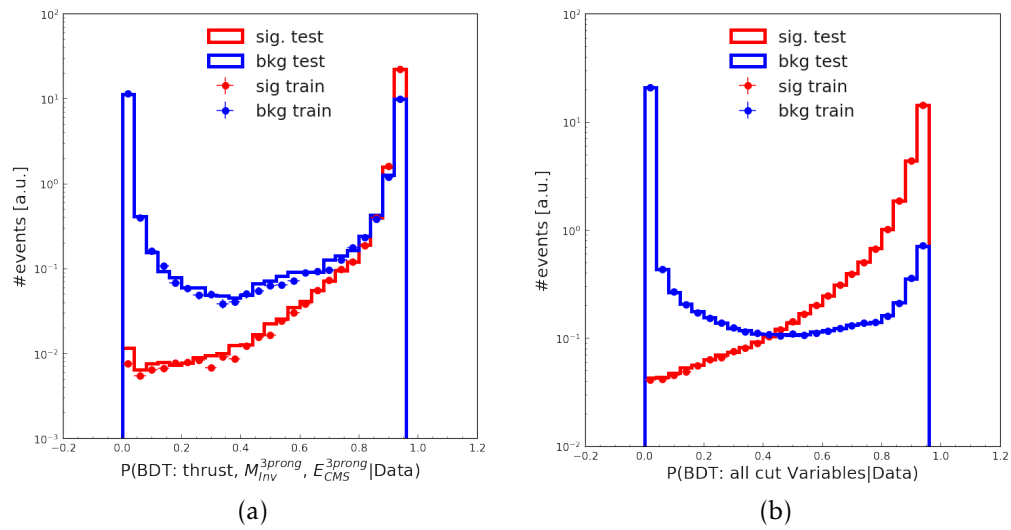 10²
10¹
10⁰
10⁻¹
10⁻²
10⁻³
#events [a.u.]
sig. test
bkg test
sig train
bkg train
−0.2 0.0 0.2 0.4 0.6 0.8 1.0 1.2
P(BDT: thrust, M_{Inv}^{3prong}, E_{CMS}^{3prong}|Data)
(a)
10²
10¹
10⁰
10⁻¹
10⁻²
#events [a.u.]
sig. test
bkg test
sig train
bkg train
−0.2 0.0 0.2 0.4 0.6 0.8 1.0 1.2
P(BDT: all cut Variables|Data)
(b)